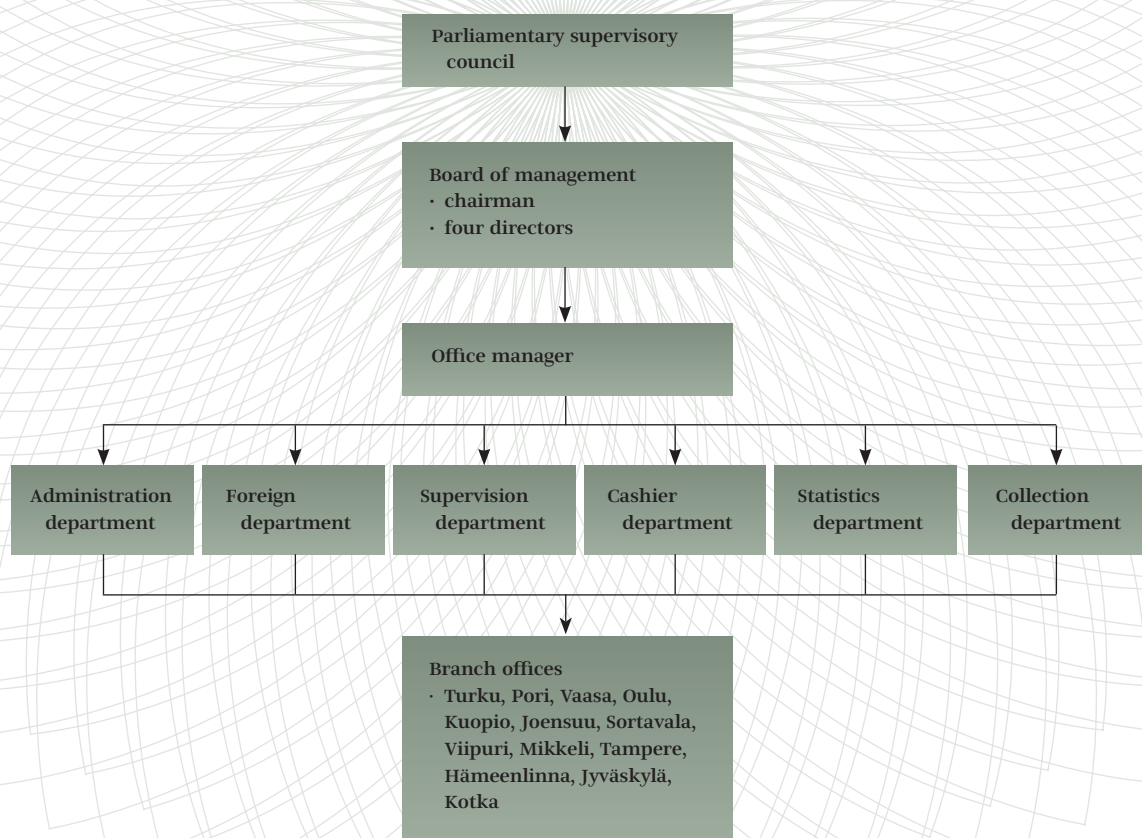 Parliamentary supervisory
council
Board of management
· chairman
· four directors
Office manager
Administration
department
Foreign
department
Supervision
department
Cashier
department
Statistics
department
Collection
department
Branch offices
· Turku, Pori, Vaasa, Oulu,
Kuopio, Joensuu, Sortavala,
Viipuri, Mikkeli, Tampere,
Hämeenlinna, Jyväskylä,
Kotka